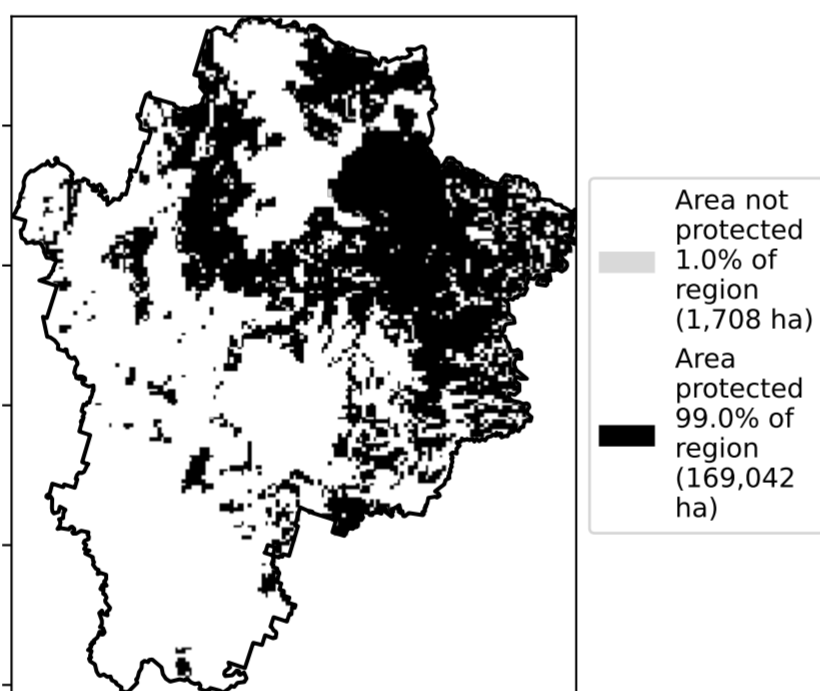 Area not
protected
1.0% of
region
(1,708 ha)
Area
protected
99.0% of
region
(169,042
ha)